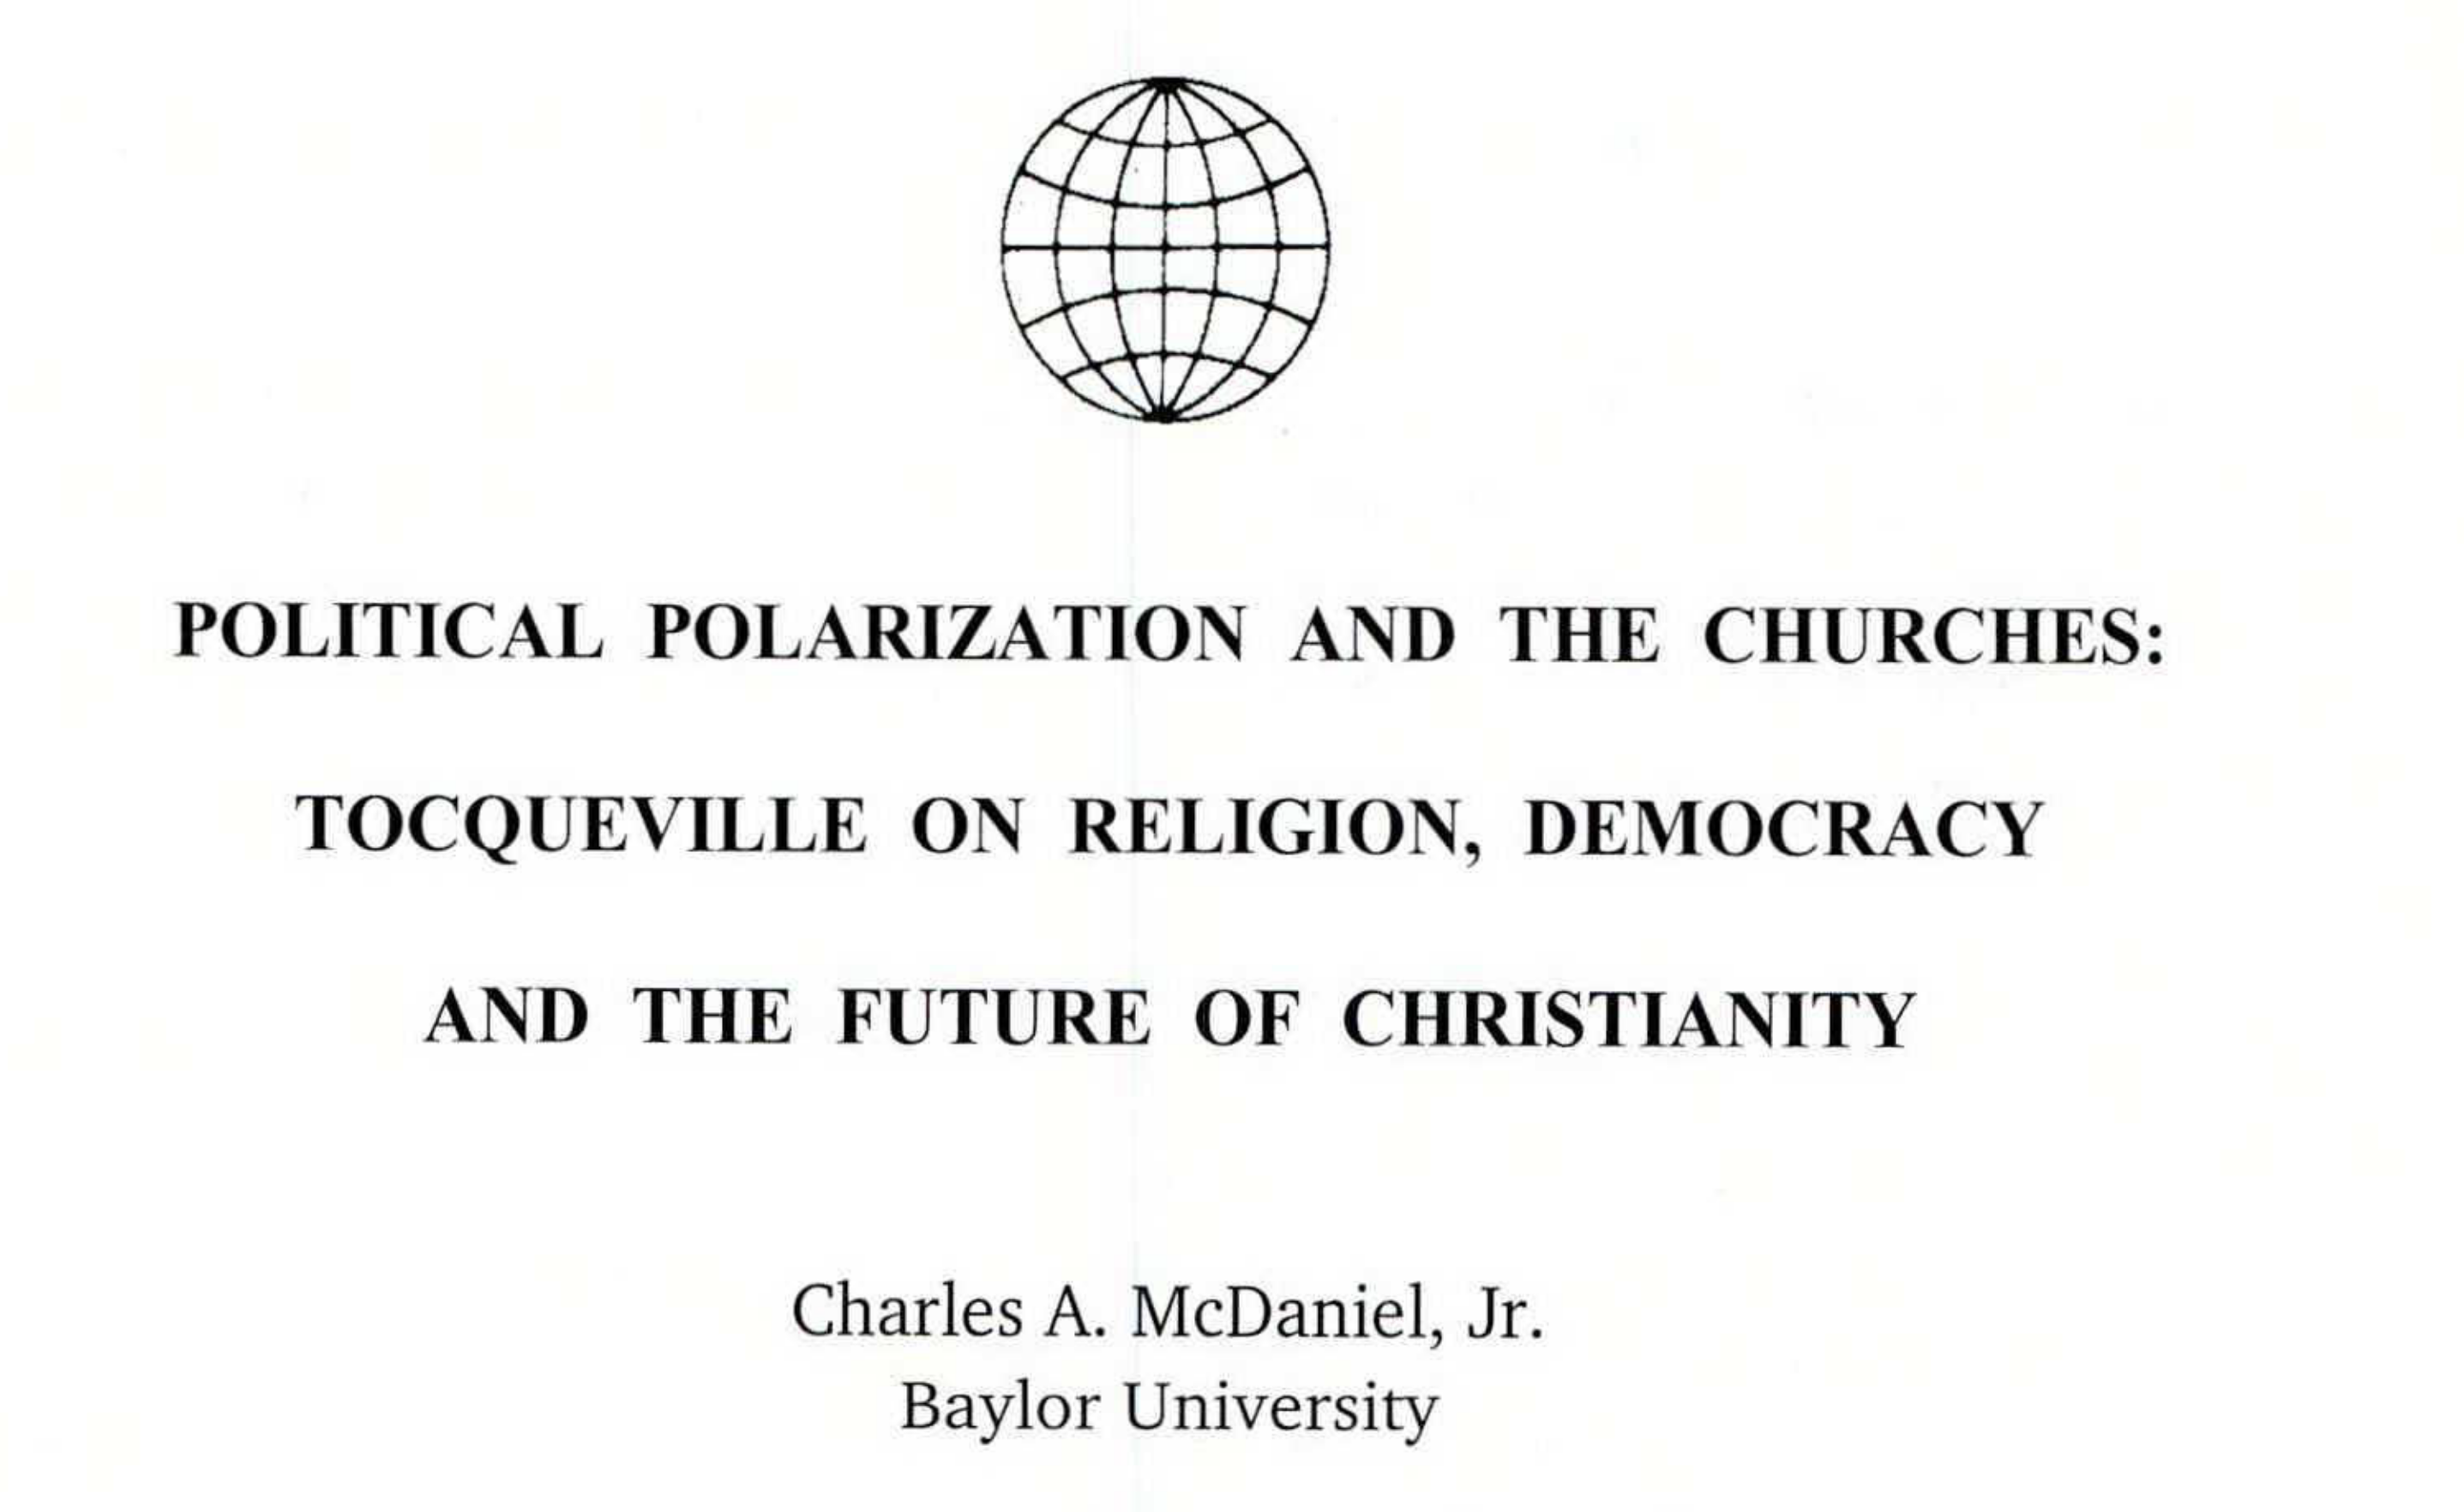 POLITICAL POLARIZATION AND THE CHURCHES:
TOCQUEVILLE ON RELIGION, DEMOCRACY
AND THE FUTURE OF CHRISTIANITY
Charles A. McDaniel, Jr.
Baylor University